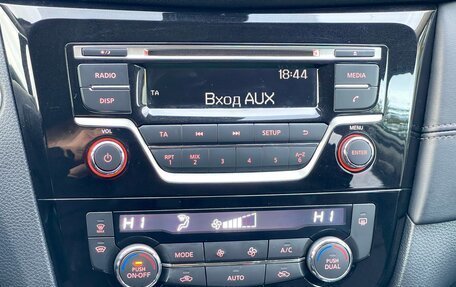 RADIO
18:44
MEDIA
DISP
TA
Вход AUX
VOL
TA
SETUP
MENU
RPT
1
MIX
2
3
4
5
A-Z
6
ENTER
HI
HI
MODE
A/C
PUSH
ON-OFF
AUTO
PUSH
DUAL